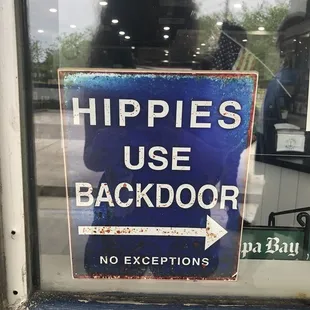 HIPPIES
USE
BACKDOOR
NO EXCEPTIONS
pa Bay